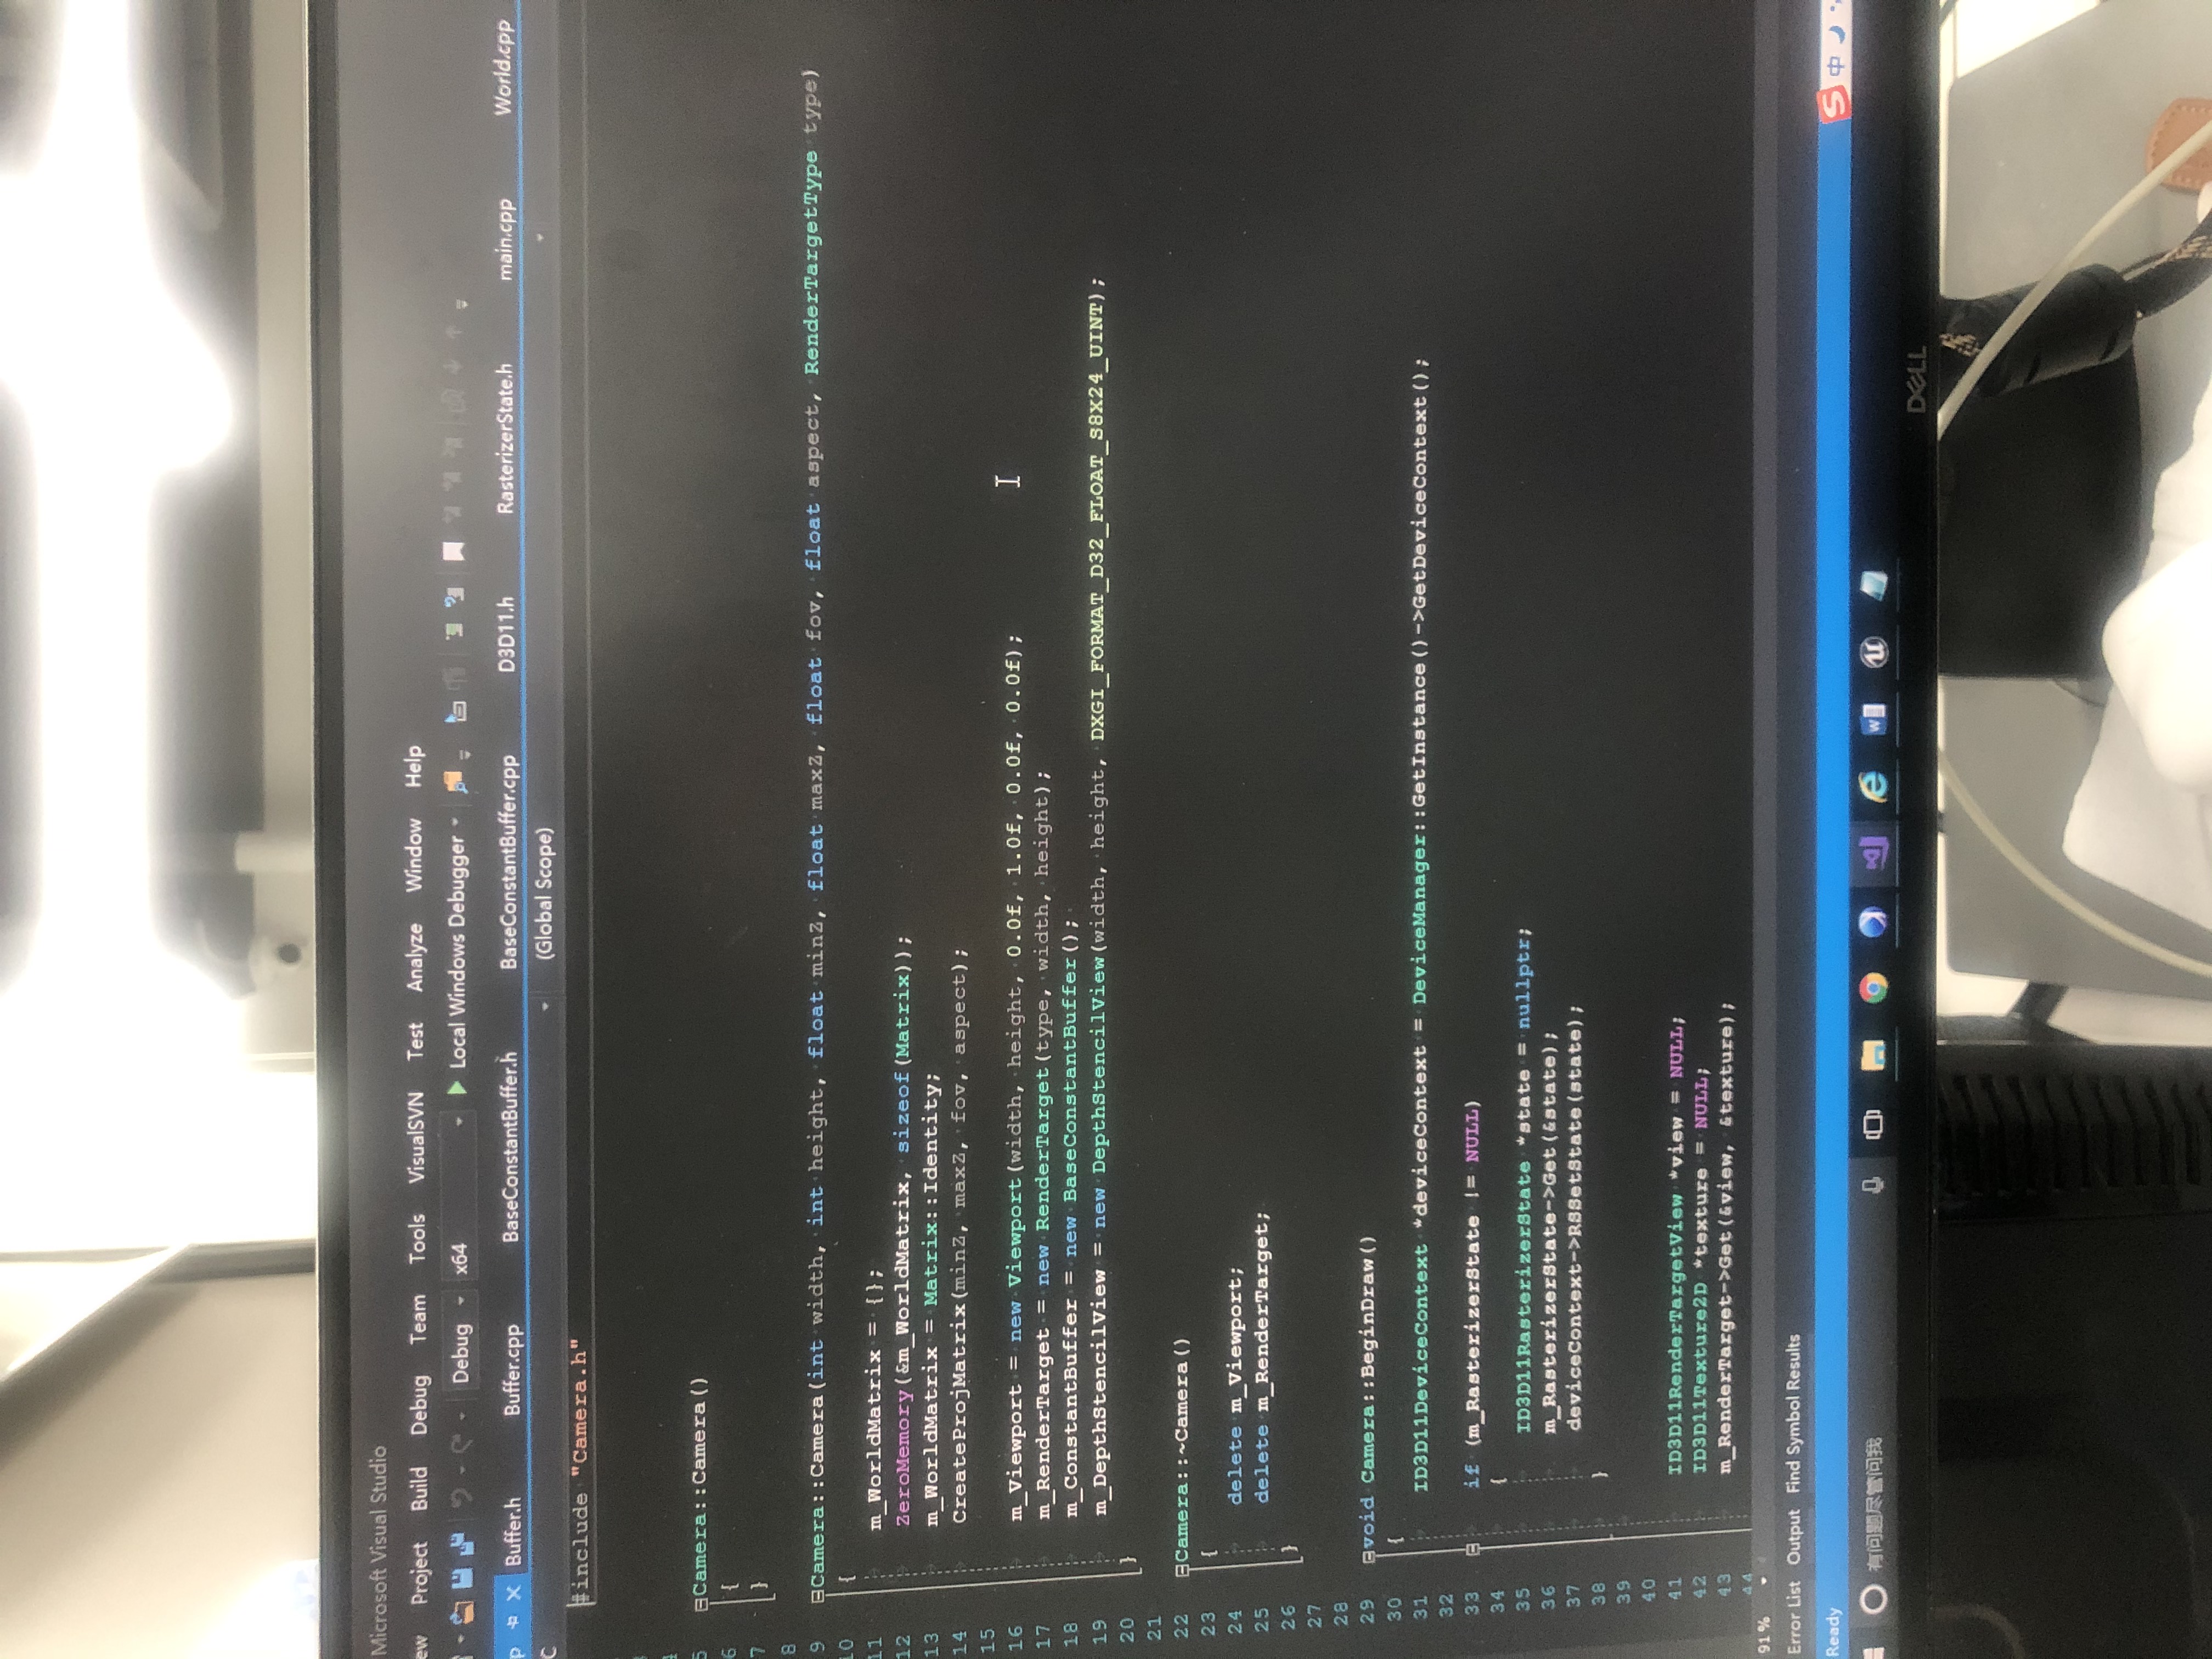 Microsoft Visual Studio
ew Project Build Debug Team Tools VisualSVN Test Analyze Window Help
Debug x64 Local Windows Debugger
p Buffer.h Buffer.cpp BaseConstantBuffer.h BaseConstantBuffer.cpp D3D11.h RasterizerState.h main.cpp World.cpp
C (Global Scope)
#include "Camera.h"
3
4
5 Camera::Camera()
6 {
7 }
8
9 Camera::Camera(int width, int height, float minZ, float maxZ, float fov, float aspect, RenderTargetType type)
10 {
11 m_WorldMatrix = {};
12 ZeroMemory(&m_WorldMatrix, sizeof(Matrix));
13 m_WorldMatrix = Matrix::Identity;
14 CreateProjMatrix(minZ, maxZ, fov, aspect);
15
16 m_Viewport = new Viewport(width, height, 0.0f, 1.0f, 0.0f, 0.0f);
17 m_RenderTarget = new RenderTarget(type, width, height);
18 m_ConstantBuffer = new BaseConstantBuffer();
19 m_DepthStencilView = new DepthStencilView(width, height, DXGI_FORMAT_D32_FLOAT_S8X24_UINT);
20 }
21
22 Camera::~Camera()
23 {
24 delete m_Viewport;
25 delete m_RenderTarget;
26 }
27
28
29 void Camera::BeginDraw()
30 {
31 ID3D11DeviceContext *deviceContext = DeviceManager::GetInstance()->GetDeviceContext();
32
33 if (m_RasterizerState != NULL)
34 {
35 ID3D11RasterizerState *state = nullptr;
36 m_RasterizerState->Get(&state);
37 deviceContext->RSSetState(state);
38 }
39
40
41 ID3D11RenderTargetView *view = NULL;
42 ID3D11Texture2D *texture = NULL;
43 m_RenderTarget->Get(&view, &texture);
44
91 %
Error List Output Find Symbol Results
Ready
S 中
有问题尽管问我
DELL